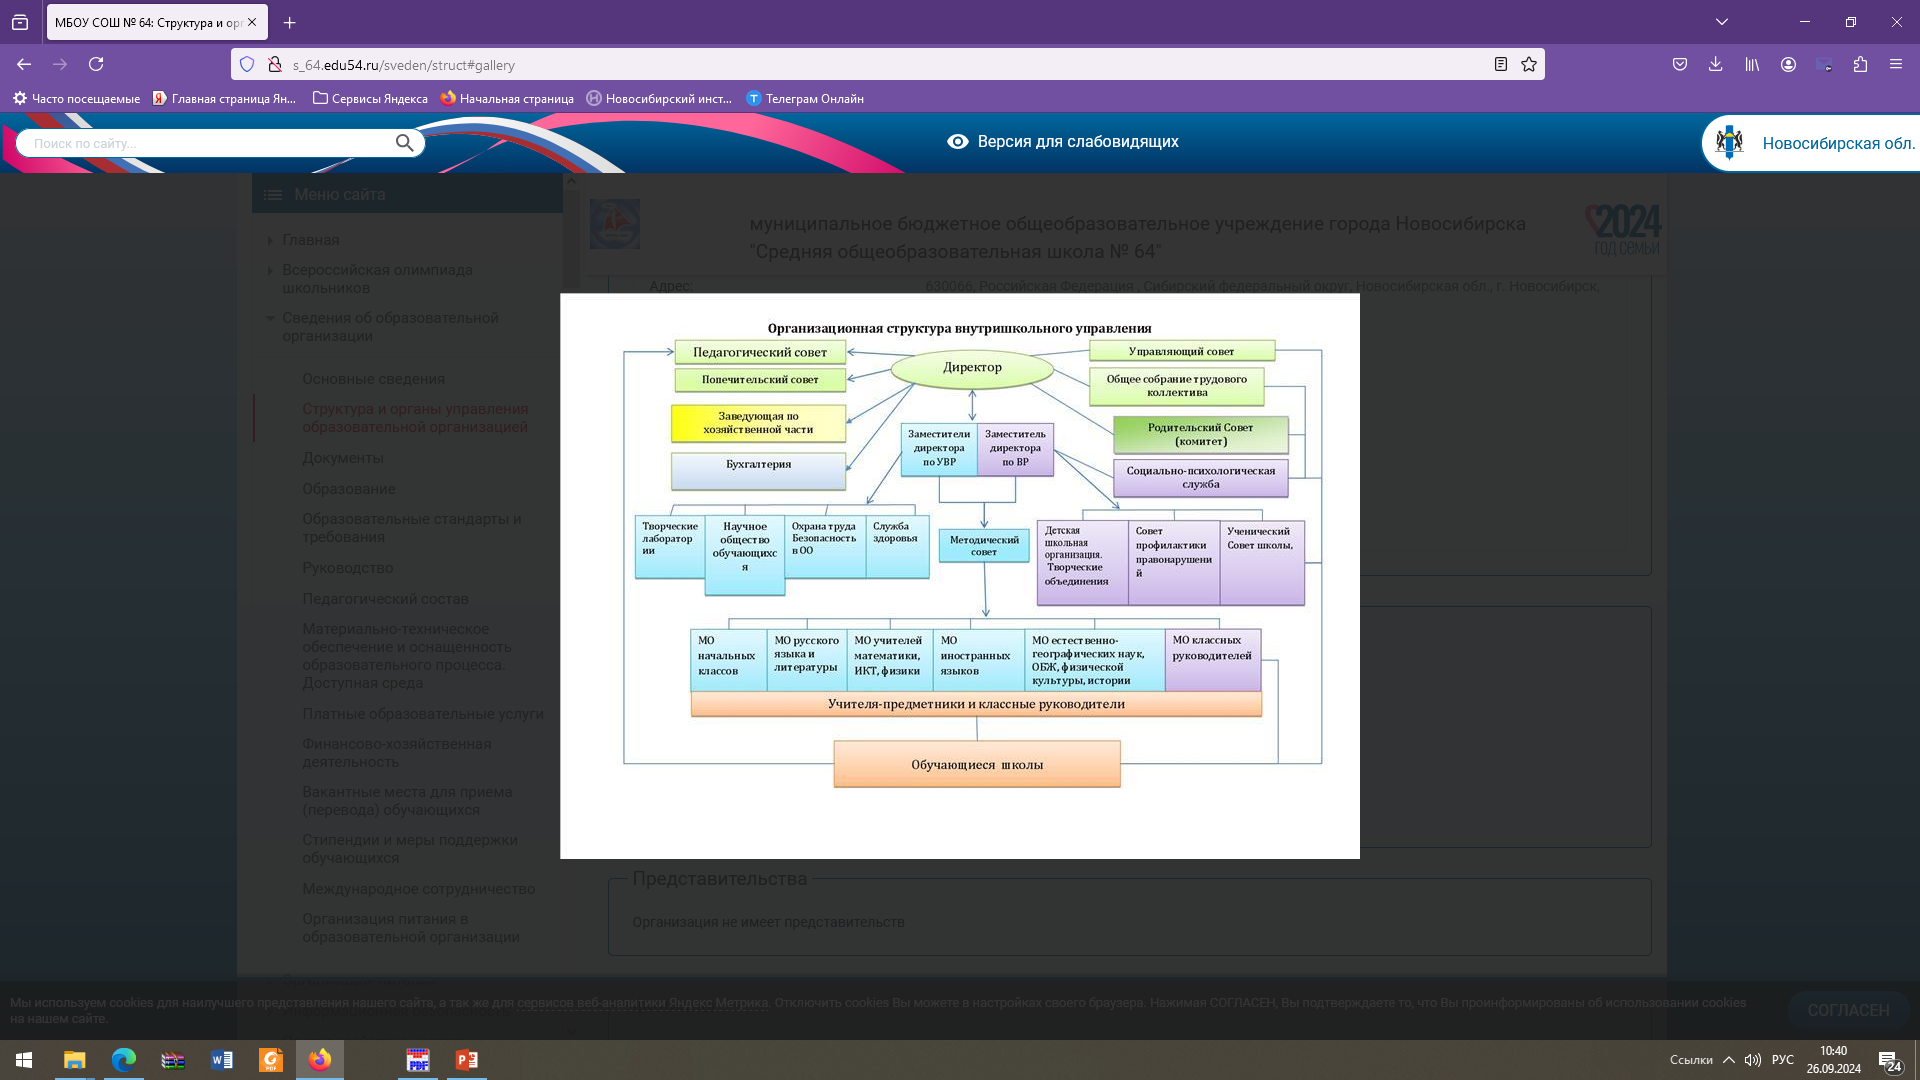 МБОУ СОШ № 64: Структура и орг
s_64.edu54.ru/sveden/struct#gallery
Часто посещаемые
Главная страница Ян...
Сервисы Яндекса
Начальная страница
Новосибирский инст...
Телеграм Онлайн
Поиск по сайту...
Версия для слабовидящих
Новосибирская обл.
Меню сайта
Главная
Всероссийская олимпиада
школьников
Сведения об образовательной
организации
Основные сведения
Структура и органы управления
образовательной организацией
Документы
Образование
Образовательные стандарты и
требования
Руководство
Педагогический состав
Материально-техническое
обеспечение и оснащенность
образовательного процесса.
Доступная среда
Платные образовательные услуги
Финансово-хозяйственная
деятельность
Вакантные места для приема
(перевода) обучающихся
Стипендии и меры поддержки
обучающихся
Международное сотрудничество
Организация питания в
образовательной организации
муниципальное бюджетное общеобразовательное учреждение города Новосибирска
"Средняя общеобразовательная школа № 64"
2024
ГОД СЕМЬИ
Адрес:
630066, Российская Федерация , Сибирский федеральный округ, Новосибирская обл., г. Новосибирск,
Организационная структура внутришкольного управления
Педагогический совет
Попечительский совет
Заведующая по
хозяйственной части
Бухгалтерия
Директор
Управляющий совет
Общее собрание трудового
коллектива
Родительский Совет
(комитет)
Социально-психологическая
служба
Заместители
директора
по УВР
Заместитель
директора
по ВР
Творческие
лаборатор
ии
Научное
общество
обучающихс
я
Охрана труда
Безопасность
в ОО
Служба
здоровья
Методический
совет
Детская
школьная
организация.
Творческие
объединения
Совет
профилактики
правонарушени
й
Ученический
Совет школы,
МО
начальных
классов
МО русского
языка и
литературы
МО учителей
математики,
ИКТ, физики
МО
иностранных
языков
МО естественно-
географических наук,
ОБЖ, физической
культуры, истории
МО классных
руководителей
Учителя-предметники и классные руководители
Обучающиеся школы
Представительства
Организация не имеет представительств
Мы используем cookies для наилучшего представления нашего сайта, а так же для сервисов веб-аналитики Яндекс Метрика. Отключить cookies Вы можете в настройках своего браузера. Нажимая СОГЛАСЕН, Вы подтверждаете то, что Вы проинформированы об использовании cookies
на нашем сайте.
СОГЛАСЕН
Ссылки
РУС
10:40
26.09.2024
24